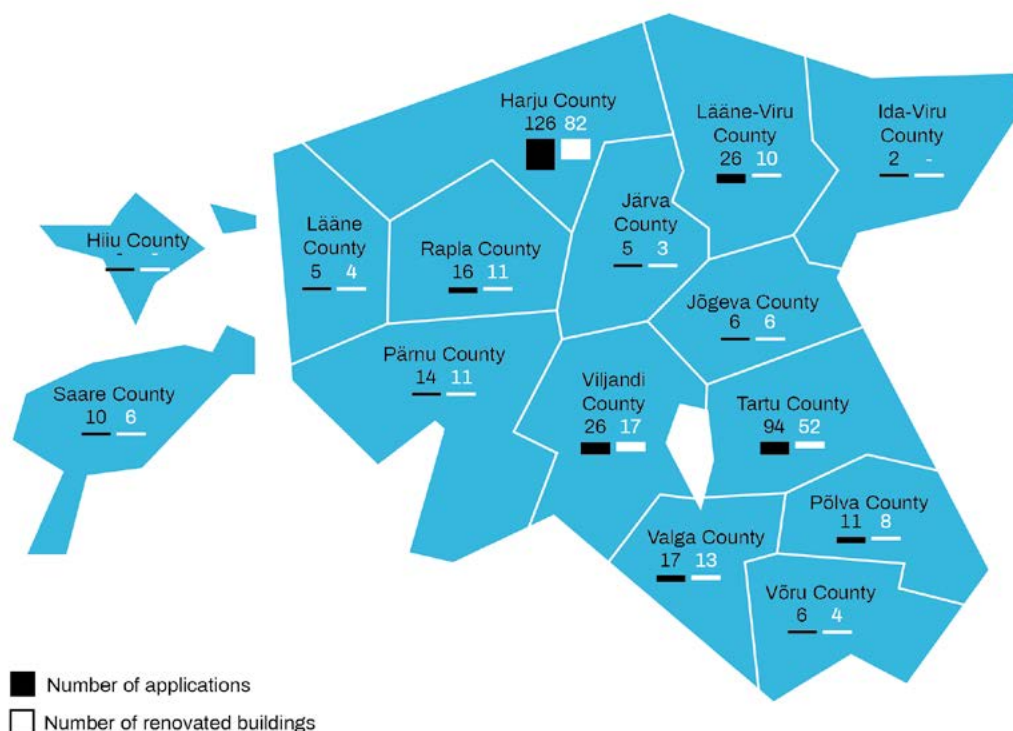 Harju County
126 82
Lääne-Viru
County
26 10
Ida-Viru
County
2 -
Järva
County
5 3
Lääne
County
5 4
Rapla County
16 11
Hiiu County
- -
Jõgeva County
6 6
Pärnu County
14 11
Viljandi
County
26 17
Saare County
10 6
Tartu County
94 52
Põlva County
11 8
Valga County
17 13
Võru County
6 4
Number of applications
Number of renovated buildings